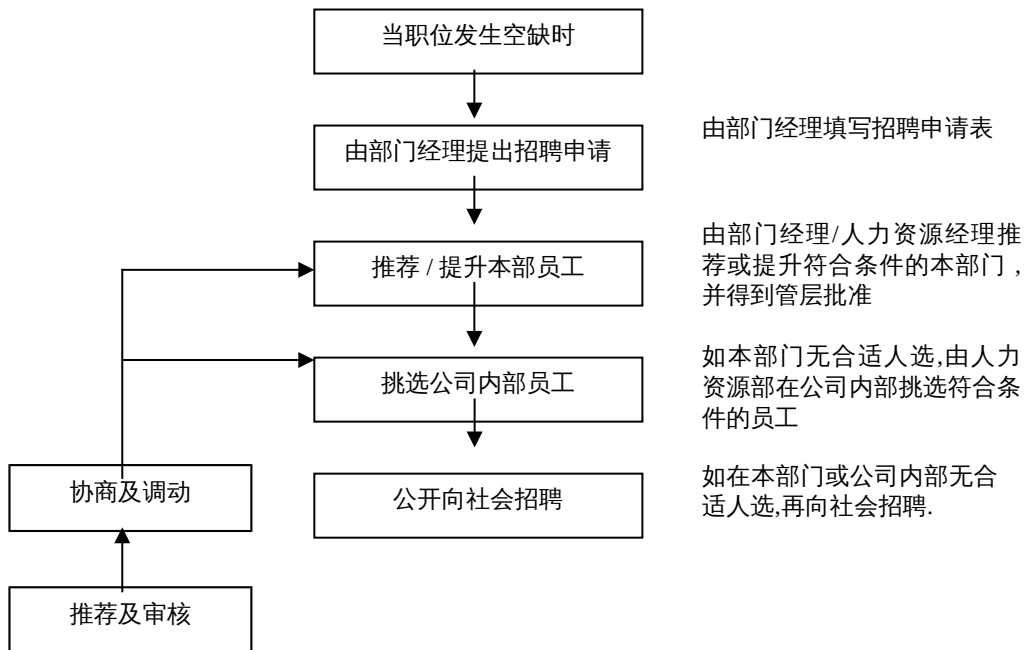 当职位发生空缺时
由部门经理填写招聘申请表
由部门经理提出招聘申请
由部门经理/人力资源经理推
荐或提升符合条件的本部门，
并得到管层批准
推荐 / 提升本部员工
如本部门无合适人选,由人力
资源部在公司内部挑选符合条
件的员工
挑选公司内部员工
如在本部门或公司内部无合
适人选,再向社会招聘.
公开向社会招聘
协商及调动
推荐及审核